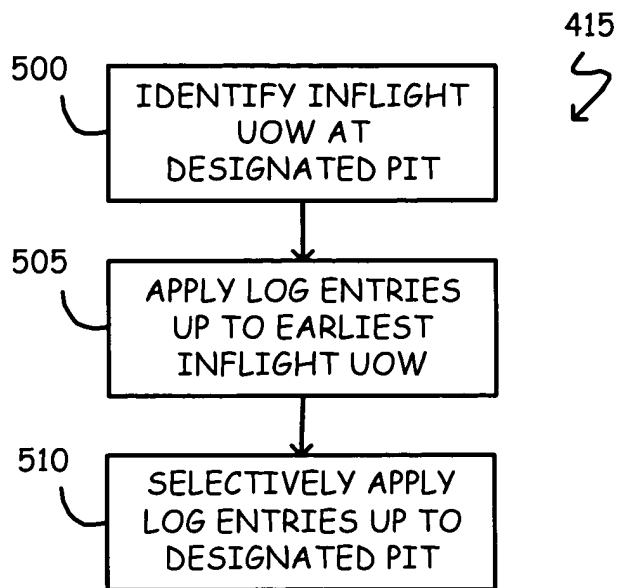 415
500
IDENTIFY INFLIGHT
UOW AT
DESIGNATED PIT
505
APPLY LOG ENTRIES
UP TO EARLIEST
INFLIGHT UOW
510
SELECTIVELY APPLY
LOG ENTRIES UP TO
DESIGNATED PIT